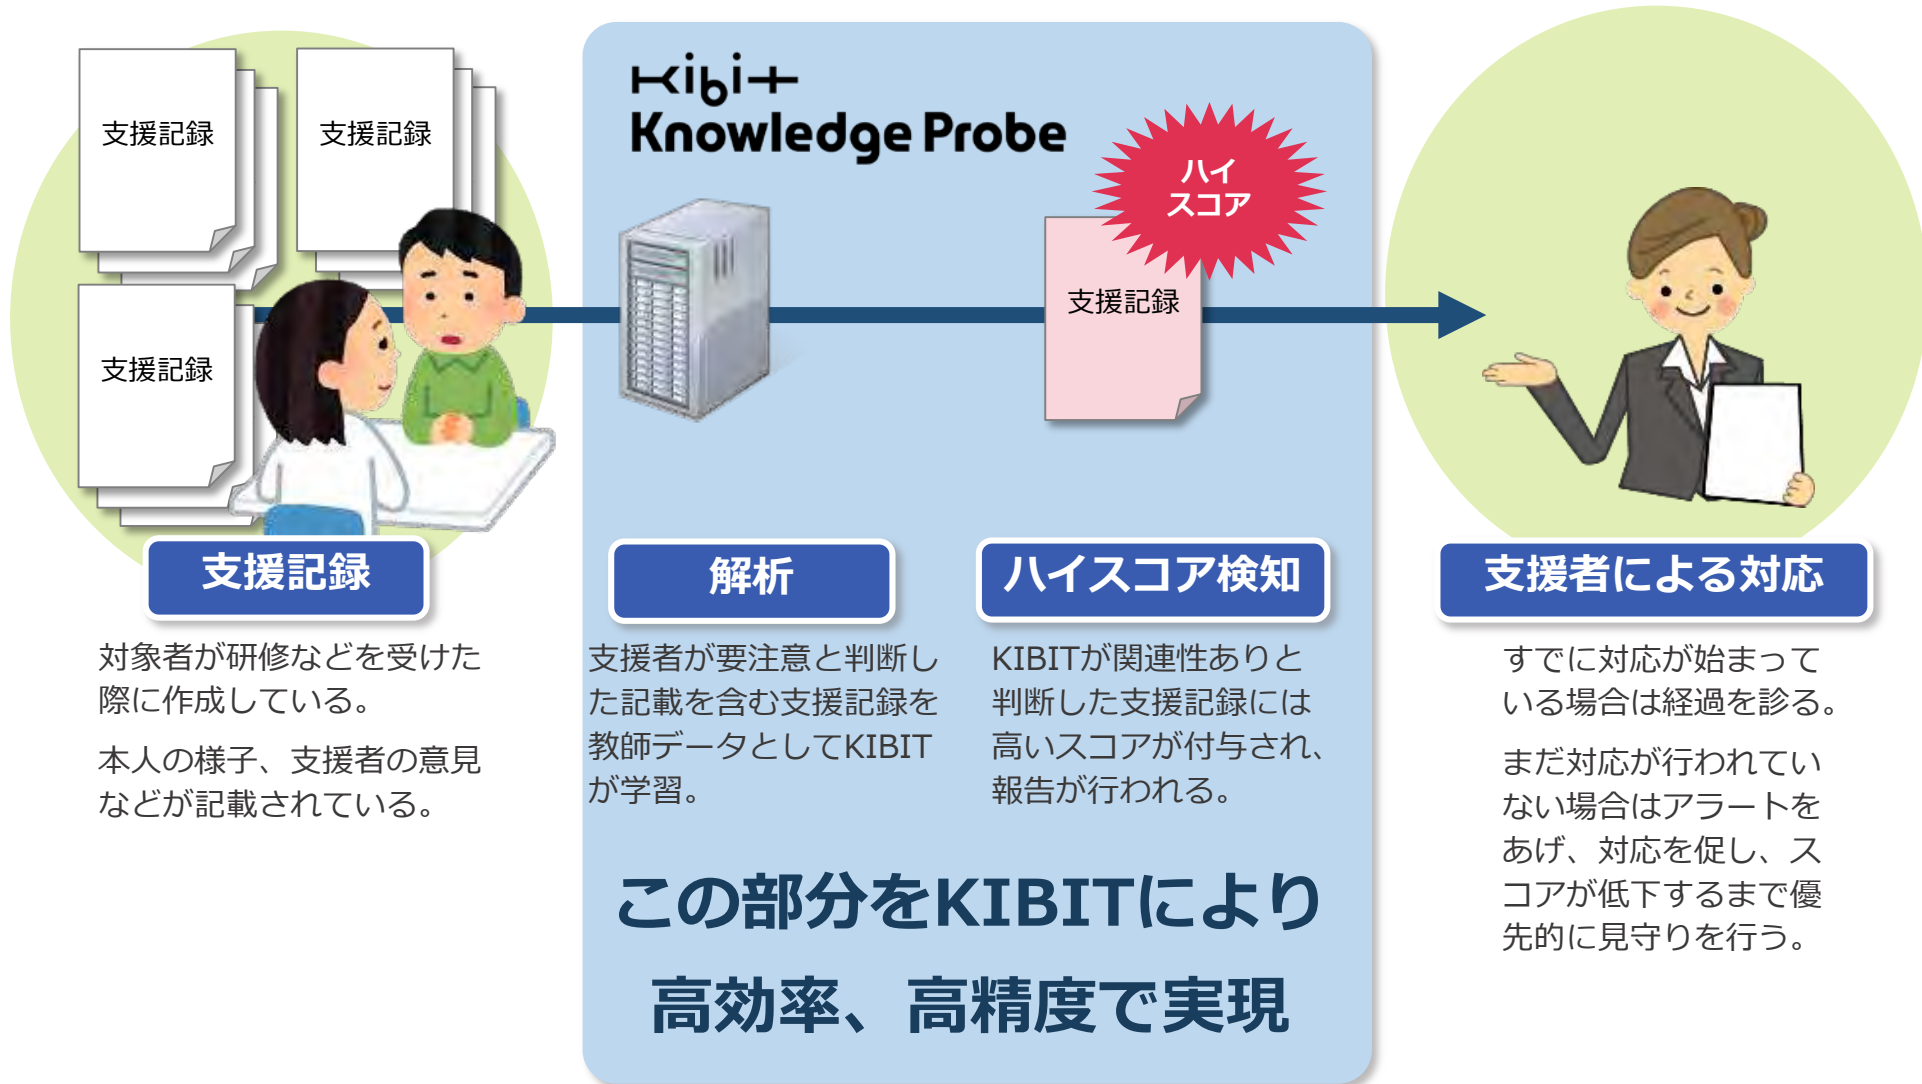 支援記録
支援記録
支援記録
Kibit
Knowledge Probe
ハイ
スコア
支援記録
支援記録
対象者が研修などを受けた
際に作成している。
本人の様子、支援者の意見
などが記載されている。
解析
支援者が要注意と判断し
た記載を含む支援記録を
教師データとしてKIBIT
が学習。
ハイスコア検知
KIBITが関連性ありと
判断した支援記録には
高いスコアが付与され、
報告が行われる。
この部分をKIBITにより
高効率、高精度で実現
支援者による対応
すでに対応が始まって
いる場合は経過を診る。
まだ対応が行われてい
ない場合はアラートを
あげ、対応を促し、ス
コアが低下するまで優
先的に見守りを行う。